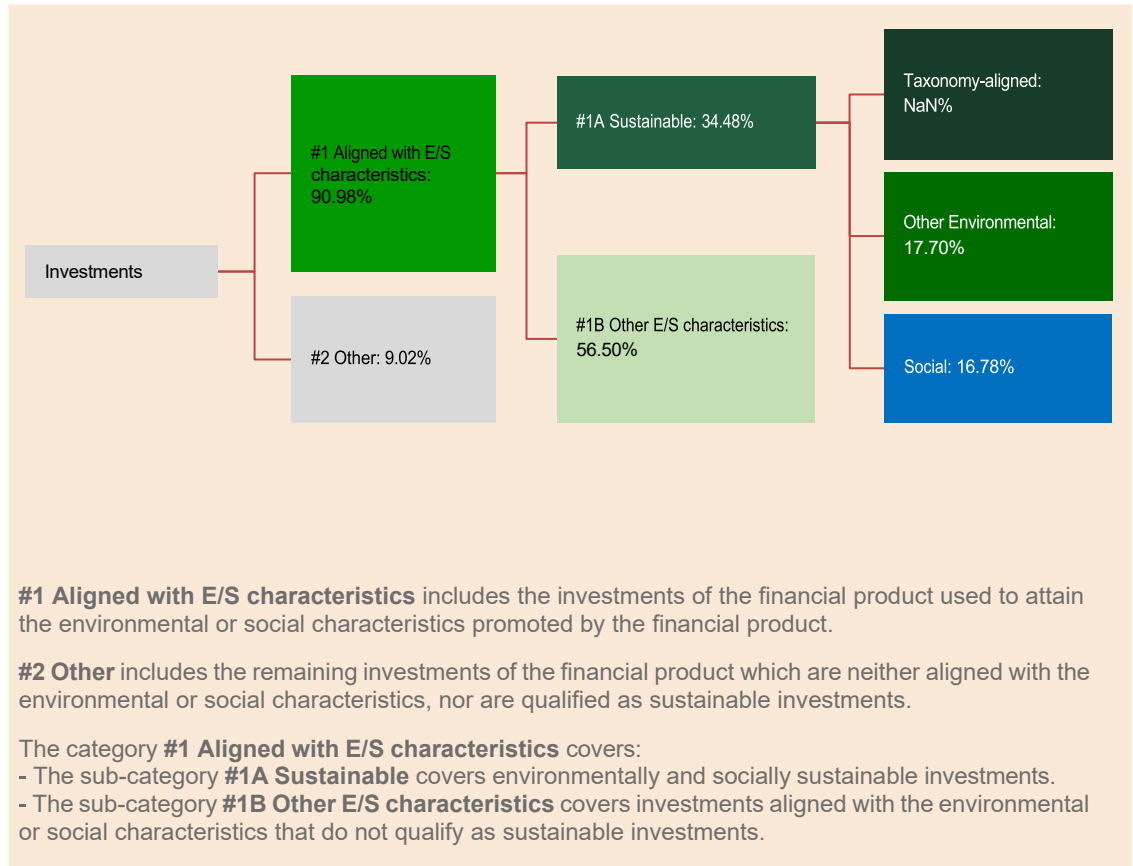 Investments
#1 Aligned with E/S
characteristics:
90.98%
#2 Other: 9.02%
#1A Sustainable: 34.48%
#1B Other E/S characteristics:
56.50%
Taxonomy-aligned:
NaN%
Other Environmental:
17.70%
Social: 16.78%
#1 Aligned with E/S characteristics includes the investments of the financial product used to attain
the environmental or social characteristics promoted by the financial product.
#2 Other includes the remaining investments of the financial product which are neither aligned with the
environmental or social characteristics, nor are qualified as sustainable investments.
The category #1 Aligned with E/S characteristics covers:
- The sub-category #1A Sustainable covers environmentally and socially sustainable investments.
- The sub-category #1B Other E/S characteristics covers investments aligned with the environmental
or social characteristics that do not qualify as sustainable investments.